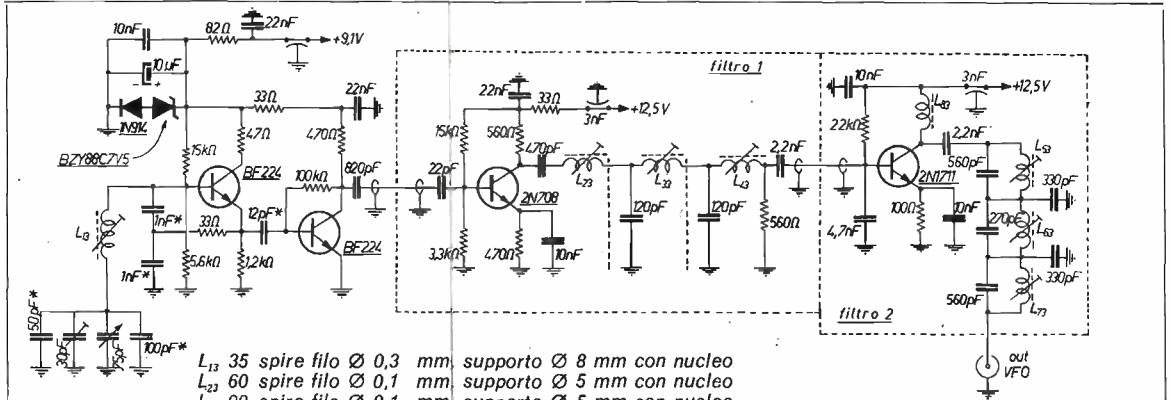 10nF
82Ω
22nF
+9,1V
10µF
- +
1N914
BZY88C7V5
33Ω
22nF
15kΩ
47Ω
470Ω
BF224
100kΩ
820pF
L13
1nF*
33Ω
12pF*
BF224
1nF*
5,6kΩ
1,2kΩ
50pF*
30pF
75pF
100pF*
filtro 1
22nF
33Ω
3nF
+12,5V
15kΩ
560Ω
470pF
22pF
2N708
L23
L33
L43
2,2nF
120pF
120pF
560Ω
3,3kΩ
470Ω
10nF
10nF
3nF
+12,5V
L83
22kΩ
2,2nF
2N1711
560pF
L53
330pF
100Ω
10nF
270pF
L63
4,7nF
330pF
560pF
L73
filtro 2
out
VFO
L13 35 spire filo Ø 0,3 mm supporto Ø 8 mm con nucleo
L23 60 spire filo Ø 0,1 mm supporto Ø 5 mm con nucleo